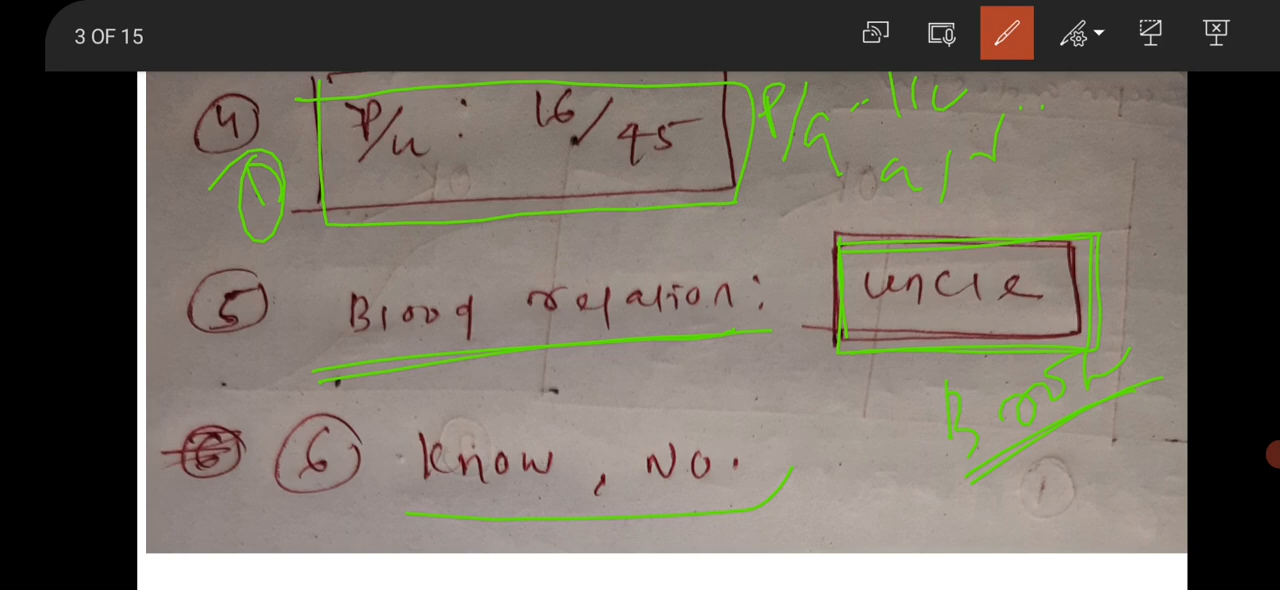 3 OF 15
4 P/u : 16/45
5 Blood relation: uncle
6 Know, No.